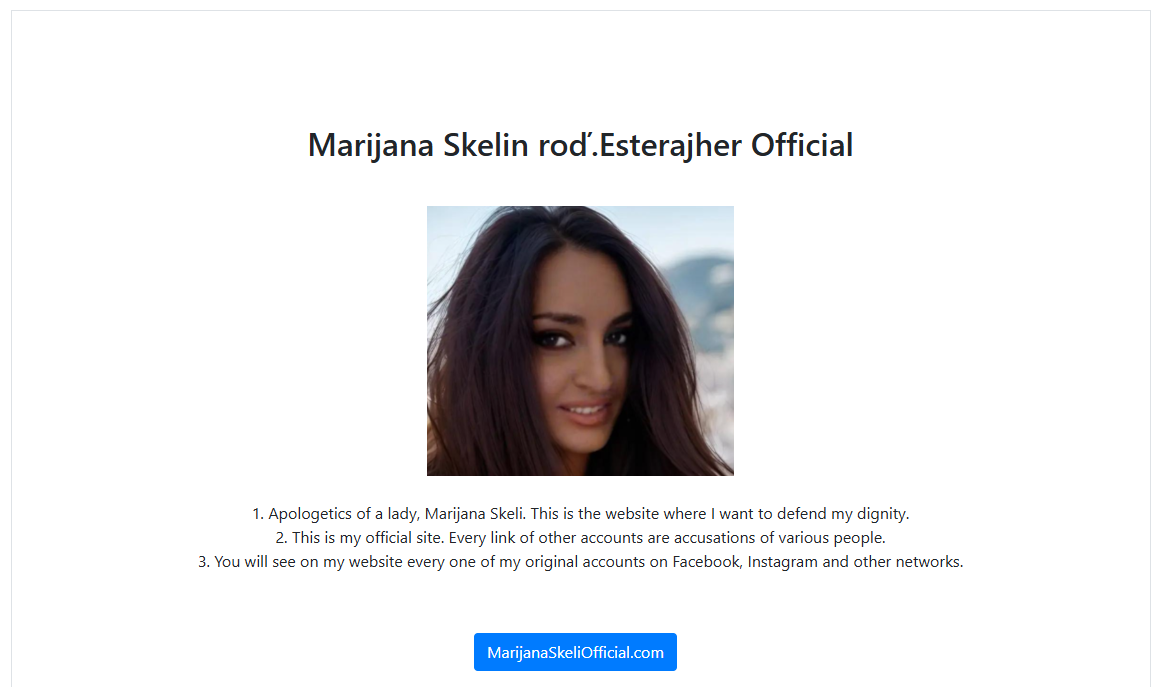 Marijana Skelin roď.Esterajher Official
1. Apologetics of a lady, Marijana Skeli. This is the website where I want to defend my dignity.
2. This is my official site. Every link of other accounts are accusations of various people.
3. You will see on my website every one of my original accounts on Facebook, Instagram and other networks.
MarijanaSkeliOfficial.com